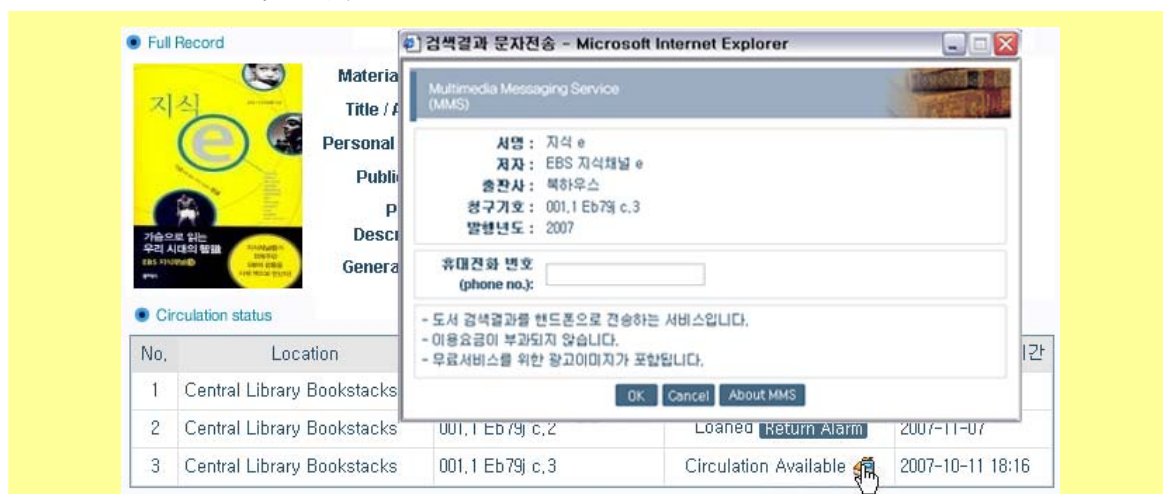 Full Record
검색결과 문자전송 - Microsoft Internet Explorer
지식
e
가슴으로 읽는
우리 시대의 智識
Materia
Title / A
Personal
Publi
P
Descr
Genera
Multimedia Messaging Service
(MMS)
서명 : 지식 e
저자 : EBS 지식채널 e
출판사 : 북하우스
청구기호 : 001.1 Eb79j c.3
발행년도 : 2007
휴대전화 번호
(phone no.):
- 도서 검색결과를 핸드폰으로 전송하는 서비스입니다.
- 이용요금이 부과되지 않습니다.
- 무료서비스를 위한 광고이미지가 포함됩니다.
OK Cancel About MMS
Circulation status
No. Location 간
1 Central Library Bookstacks
2 Central Library Bookstacks 001.1 Eb79j c.2 Loaned Return Alarm 2007-11-07
3 Central Library Bookstacks 001.1 Eb79j c.3 Circulation Available 2007-10-11 18:16